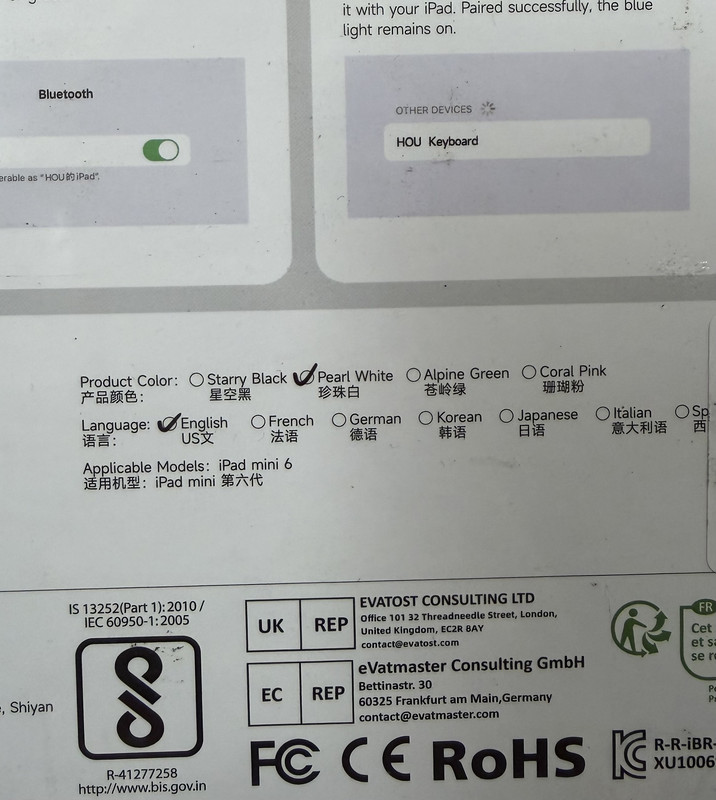 it with your iPad. Paired successfully, the blue
light remains on.
Bluetooth
erable as “HOU的iPad”.
OTHER DEVICES
HOU Keyboard
Product Color: Starry Black Pearl White Alpine Green Coral Pink
产品颜色: 星空黑 珍珠白 苍岭绿 珊瑚粉
Language: English French German Korean Japanese Italian Sp
语言: US文 法语 德语 韩语 日语 意大利语 西
Applicable Models: iPad mini 6
适用机型: iPad mini 第六代
, Shiyan
IS 13252(Part 1):2010 /
IEC 60950-1:2005
R-41277258
http://www.bis.gov.in
UK REP
EVATOST CONSULTING LTD
Office 101 32 Threadneedle Street, London,
United Kingdom, EC2R 8AY
contact@evatost.com
EC REP
eVatmaster Consulting GmbH
Bettinastr. 30
60325 Frankfurt am Main,Germany
contact@evatmaster.com
FC CE RoHS
R-R-iBR-
XU1006
FR
Cet
et sa
se r